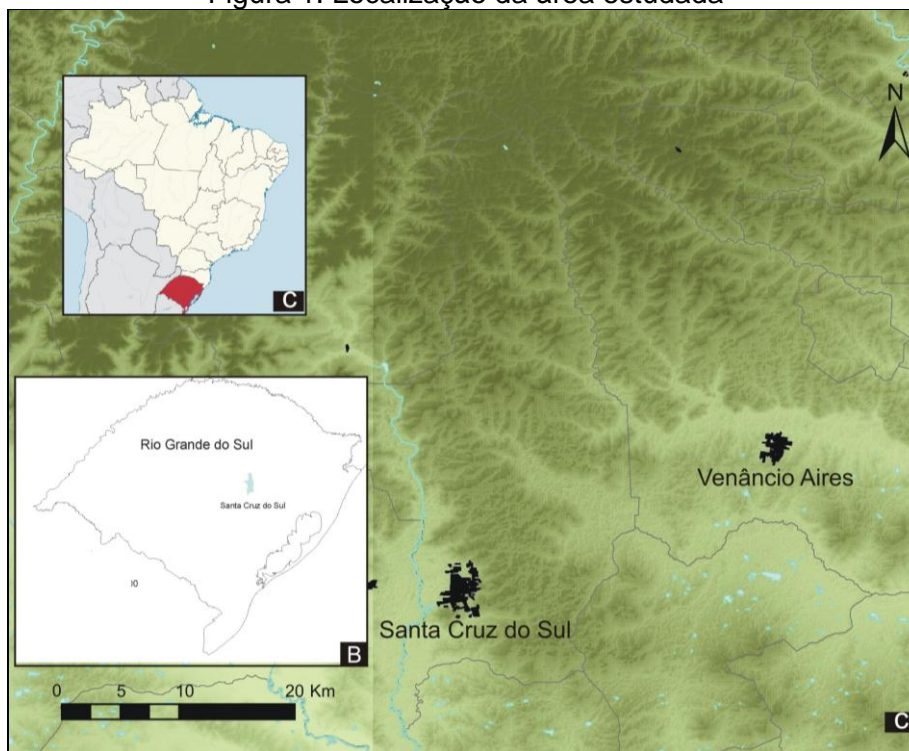 Figura 1. Localização da área estudada
N
C
Rio Grande do Sul
Santa Cruz do Sul
B
Venâncio Aires
Santa Cruz do Sul
0 5 10 20 Km
C